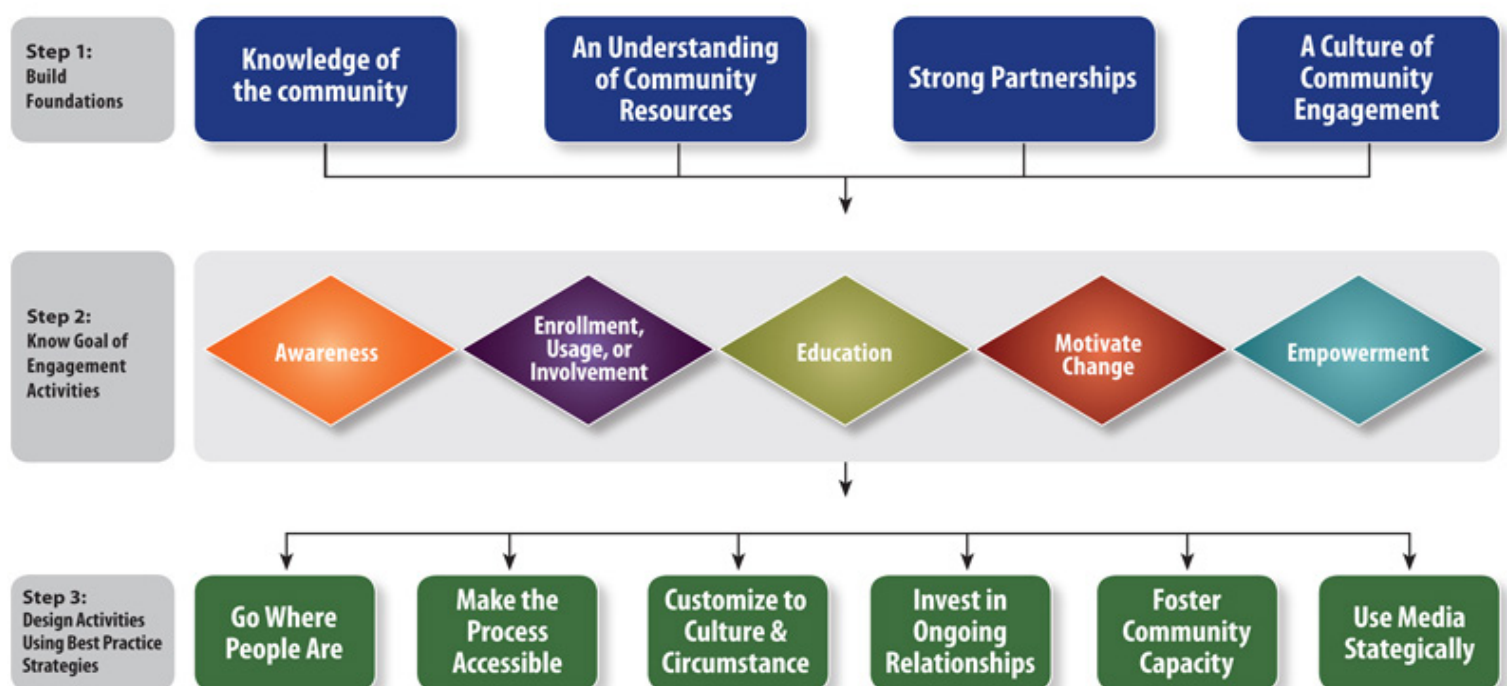 Step 1:
Build
Foundations
Knowledge of
the community
An Understanding
of Community
Resources
Strong Partnerships
A Culture of
Community
Engagement
Step 2:
Know Goal of
Engagement
Activities
Awareness
Enrollment,
Usage, or
Involvement
Education
Motivate
Change
Empowerment
Step 3:
Design Activities
Using Best Practice
Strategies
Go Where
People Are
Make the
Process
Accessible
Customize to
Culture &
Circumstance
Invest in
Ongoing
Relationships
Foster
Community
Capacity
Use Media
Stategically